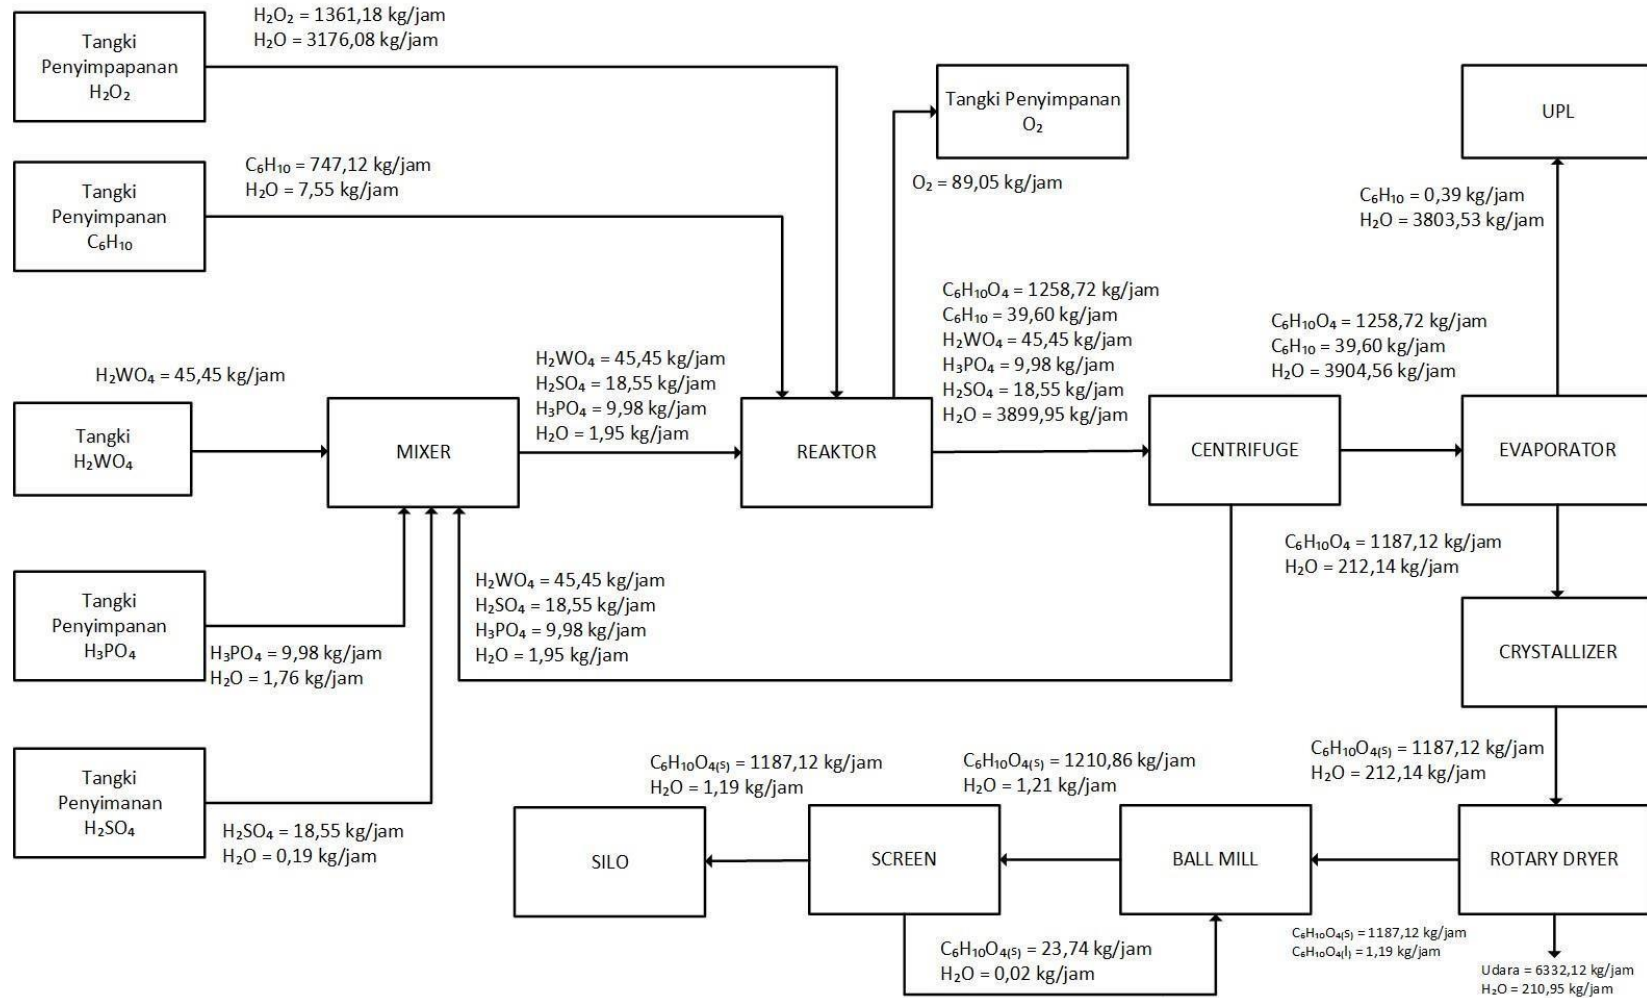 Tangki
Penyimpapanan
H₂O₂
H₂O₂ = 1361,18 kg/jam
H₂O = 3176,08 kg/jam
Tangki Penyimpanan
O₂
UPL
Tangki
Penyimpanan
C₆H₁₀
C₆H₁₀ = 747,12 kg/jam
H₂O = 7,55 kg/jam
O₂ = 89,05 kg/jam
C₆H₁₀ = 0,39 kg/jam
H₂O = 3803,53 kg/jam
H₂WO₄ = 45,45 kg/jam
Tangki
H₂WO₄
MIXER
H₂WO₄ = 45,45 kg/jam
H₂SO₄ = 18,55 kg/jam
H₃PO₄ = 9,98 kg/jam
H₂O = 1,95 kg/jam
REAKTOR
C₆H₁₀O₄ = 1258,72 kg/jam
C₆H₁₀ = 39,60 kg/jam
H₂WO₄ = 45,45 kg/jam
H₃PO₄ = 9,98 kg/jam
H₂SO₄ = 18,55 kg/jam
H₂O = 3899,95 kg/jam
CENTRIFUGE
C₆H₁₀O₄ = 1258,72 kg/jam
C₆H₁₀ = 39,60 kg/jam
H₂O = 3904,56 kg/jam
EVAPORATOR
C₆H₁₀O₄ = 1187,12 kg/jam
H₂O = 212,14 kg/jam
Tangki
Penyimpanan
H₃PO₄
H₃PO₄ = 9,98 kg/jam
H₂O = 1,76 kg/jam
H₂WO₄ = 45,45 kg/jam
H₂SO₄ = 18,55 kg/jam
H₃PO₄ = 9,98 kg/jam
H₂O = 1,95 kg/jam
CRYSTALLIZER
Tangki
Penyimanan
H₂SO₄
H₂SO₄ = 18,55 kg/jam
H₂O = 0,19 kg/jam
C₆H₁₀O₄₍ₛ₎ = 1187,12 kg/jam
H₂O = 1,19 kg/jam
C₆H₁₀O₄₍ₛ₎ = 1210,86 kg/jam
H₂O = 1,21 kg/jam
C₆H₁₀O₄₍ₛ₎ = 1187,12 kg/jam
H₂O = 212,14 kg/jam
SILO
SCREEN
BALL MILL
ROTARY DRYER
C₆H₁₀O₄₍ₛ₎ = 23,74 kg/jam
H₂O = 0,02 kg/jam
C₆H₁₀O₄₍ₛ₎ = 1187,12 kg/jam
C₆H₁₀O₄₍ₗ₎ = 1,19 kg/jam
Udara = 6332,12 kg/jam
H₂O = 210,95 kg/jam